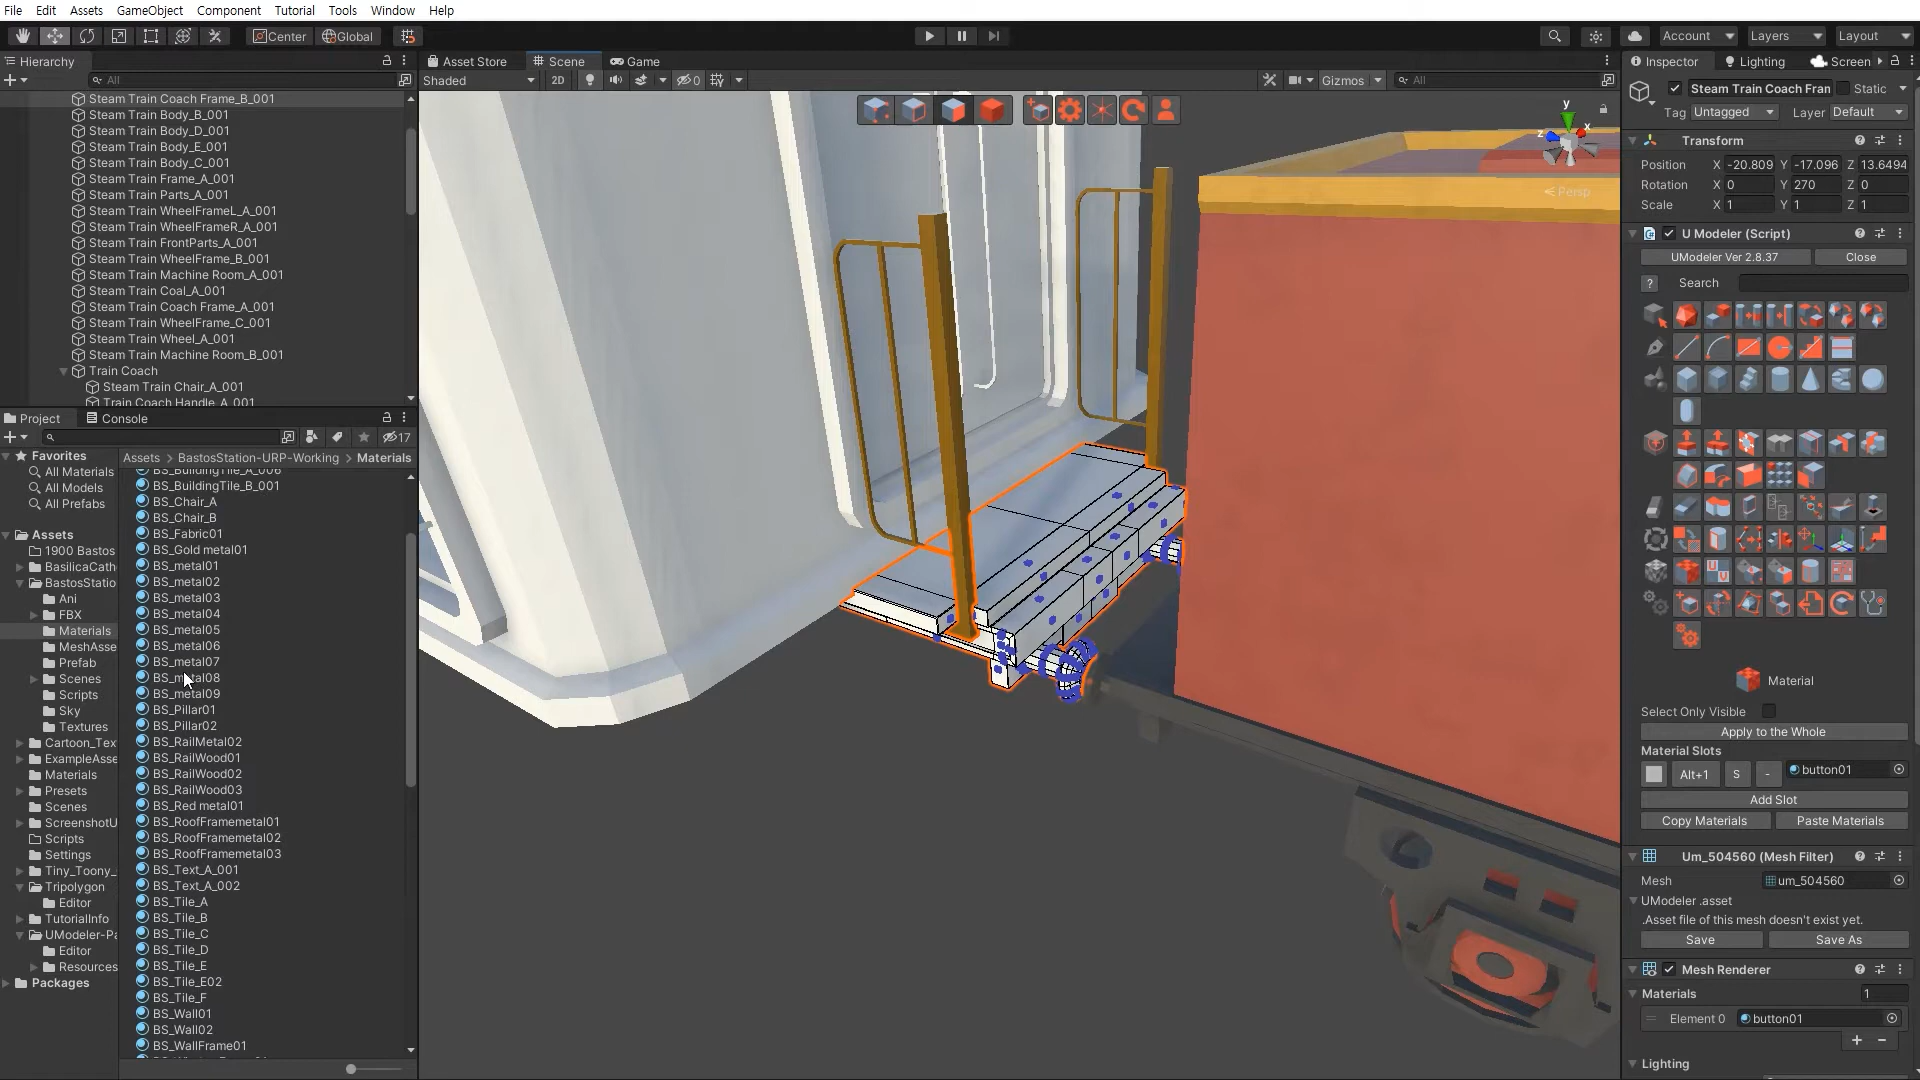 File Edit Assets GameObject Component Tutorial Tools Window Help
Center Global Account Layers Layout
Hierarchy Asset Store Scene Game Inspector Lighting Screen
All Shaded 2D 0 Gizmos All
Steam Train Coach Fran Static
Tag Untagged Layer Default
Steam Train Coach Frame_B_001
Steam Train Body_B_001
Steam Train Body_D_001
Steam Train Body_E_001
Steam Train Body_C_001
Steam Train Frame_A_001
Steam Train Parts_A_001
Steam Train WheelFrameL_A_001
Steam Train WheelFrameR_A_001
Steam Train FrontParts_A_001
Steam Train WheelFrame_B_001
Steam Train Machine Room_A_001
Steam Train Coal_A_001
Steam Train Coach Frame_A_001
Steam Train WheelFrame_C_001
Steam Train Wheel_A_001
Steam Train Machine Room_B_001
Train Coach
Steam Train Chair_A_001
Train Coach Handle_A_001
Project Console
17
Favorites
All Materials
All Models
All Prefabs
Assets
1900 Bastos
BasilicaCath
BastosStatio
Ani
FBX
Materials
MeshAsse
Prefab
Scenes
Scripts
Sky
Textures
Cartoon_Tex
ExampleAsse
Materials
Presets
Scenes
ScreenshotU
Scripts
Settings
Tiny_Toony_
Tripolygon
Editor
TutorialInfo
UModeler-Pa
Editor
Resources
Packages
Assets > BastosStation-URP-Working > Materials
BS_BuildingTile_A_006
BS_BuildingTile_B_001
BS_Chair_A
BS_Chair_B
BS_Fabric01
BS_Gold metal01
BS_metal01
BS_metal02
BS_metal03
BS_metal04
BS_metal05
BS_metal06
BS_metal07
BS_metal08
BS_metal09
BS_Pillar01
BS_Pillar02
BS_RailMetal02
BS_RailWood01
BS_RailWood02
BS_RailWood03
BS_Red metal01
BS_RoofFramemetal01
BS_RoofFramemetal02
BS_RoofFramemetal03
BS_Text_A_001
BS_Text_A_002
BS_Tile_A
BS_Tile_B
BS_Tile_C
BS_Tile_D
BS_Tile_E
BS_Tile_E02
BS_Tile_F
BS_Wall01
BS_Wall02
BS_WallFrame01
y
z x
< Persp
Transform
Position X -20.809 Y -17.096 Z 13.6494
Rotation X 0 Y 270 Z 0
Scale X 1 Y 1 Z 1
U Modeler (Script)
UModeler Ver 2.8.37 Close
? Search
Material
Select Only Visible
Apply to the Whole
Material Slots
Alt+1 S - button01
Add Slot
Copy Materials Paste Materials
Um_504560 (Mesh Filter)
Mesh um_504560
UModeler .asset
.Asset file of this mesh doesn't exist yet.
Save Save As
Mesh Renderer
Materials 1
Element 0 button01
+ −
Lighting